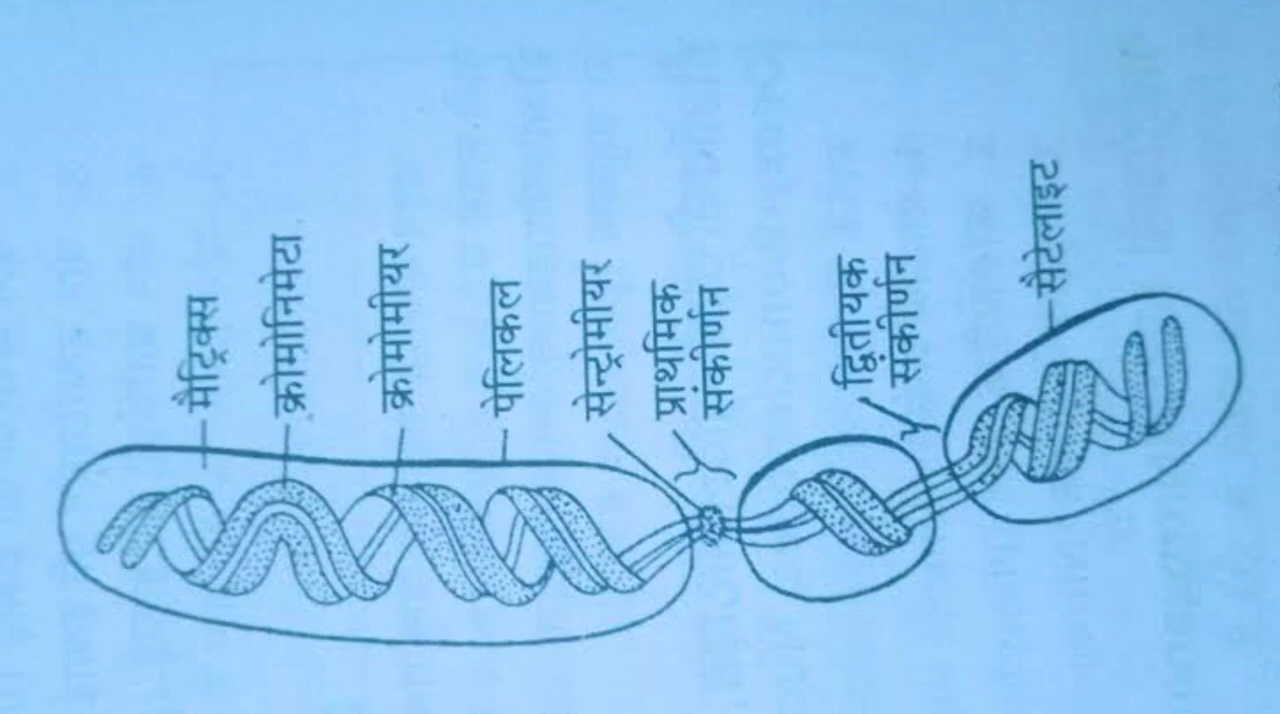 मैट्रिक्स
क्रोमोनिमेटा
क्रोमोमीयर
पेलिकल
सेन्ट्रोमीयर
प्राथमिक
संकीर्णन
द्वितीयक
संकीर्णन
सैटेलाइट